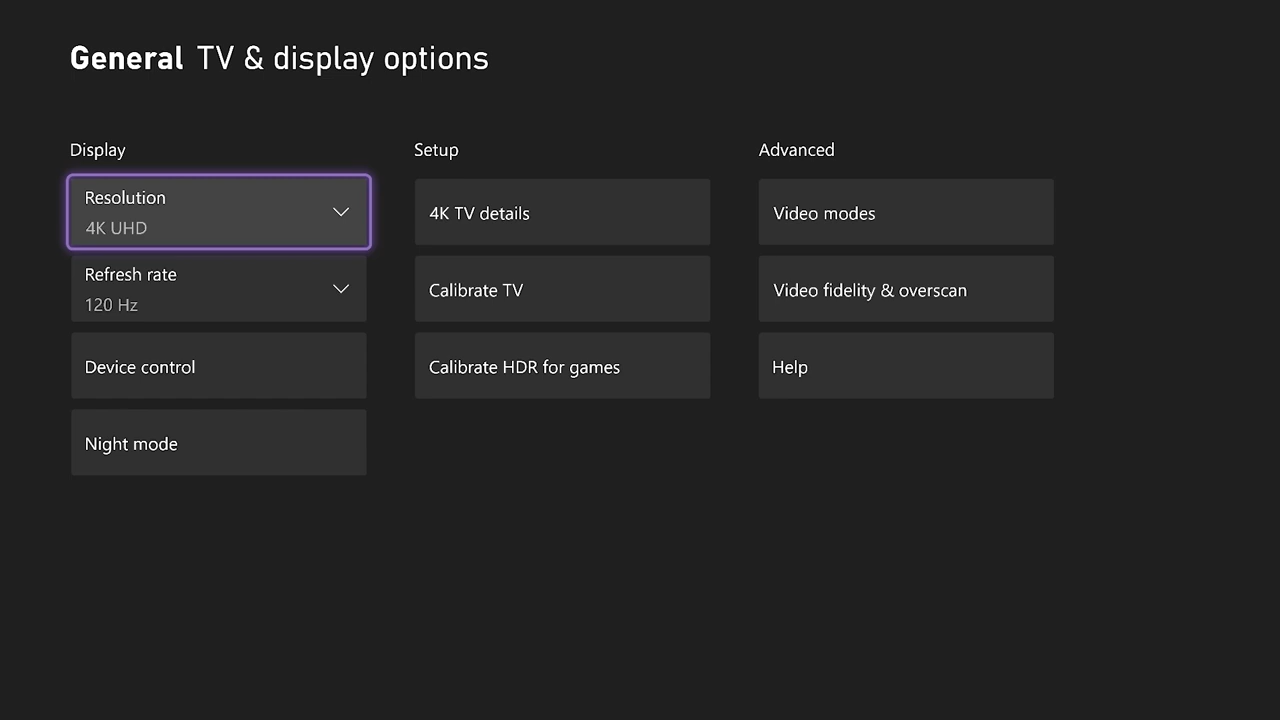 General TV & display options
Display
Resolution
4K UHD
Refresh rate
120 Hz
Device control
Night mode
Setup
4K TV details
Calibrate TV
Calibrate HDR for games
Advanced
Video modes
Video fidelity & overscan
Help